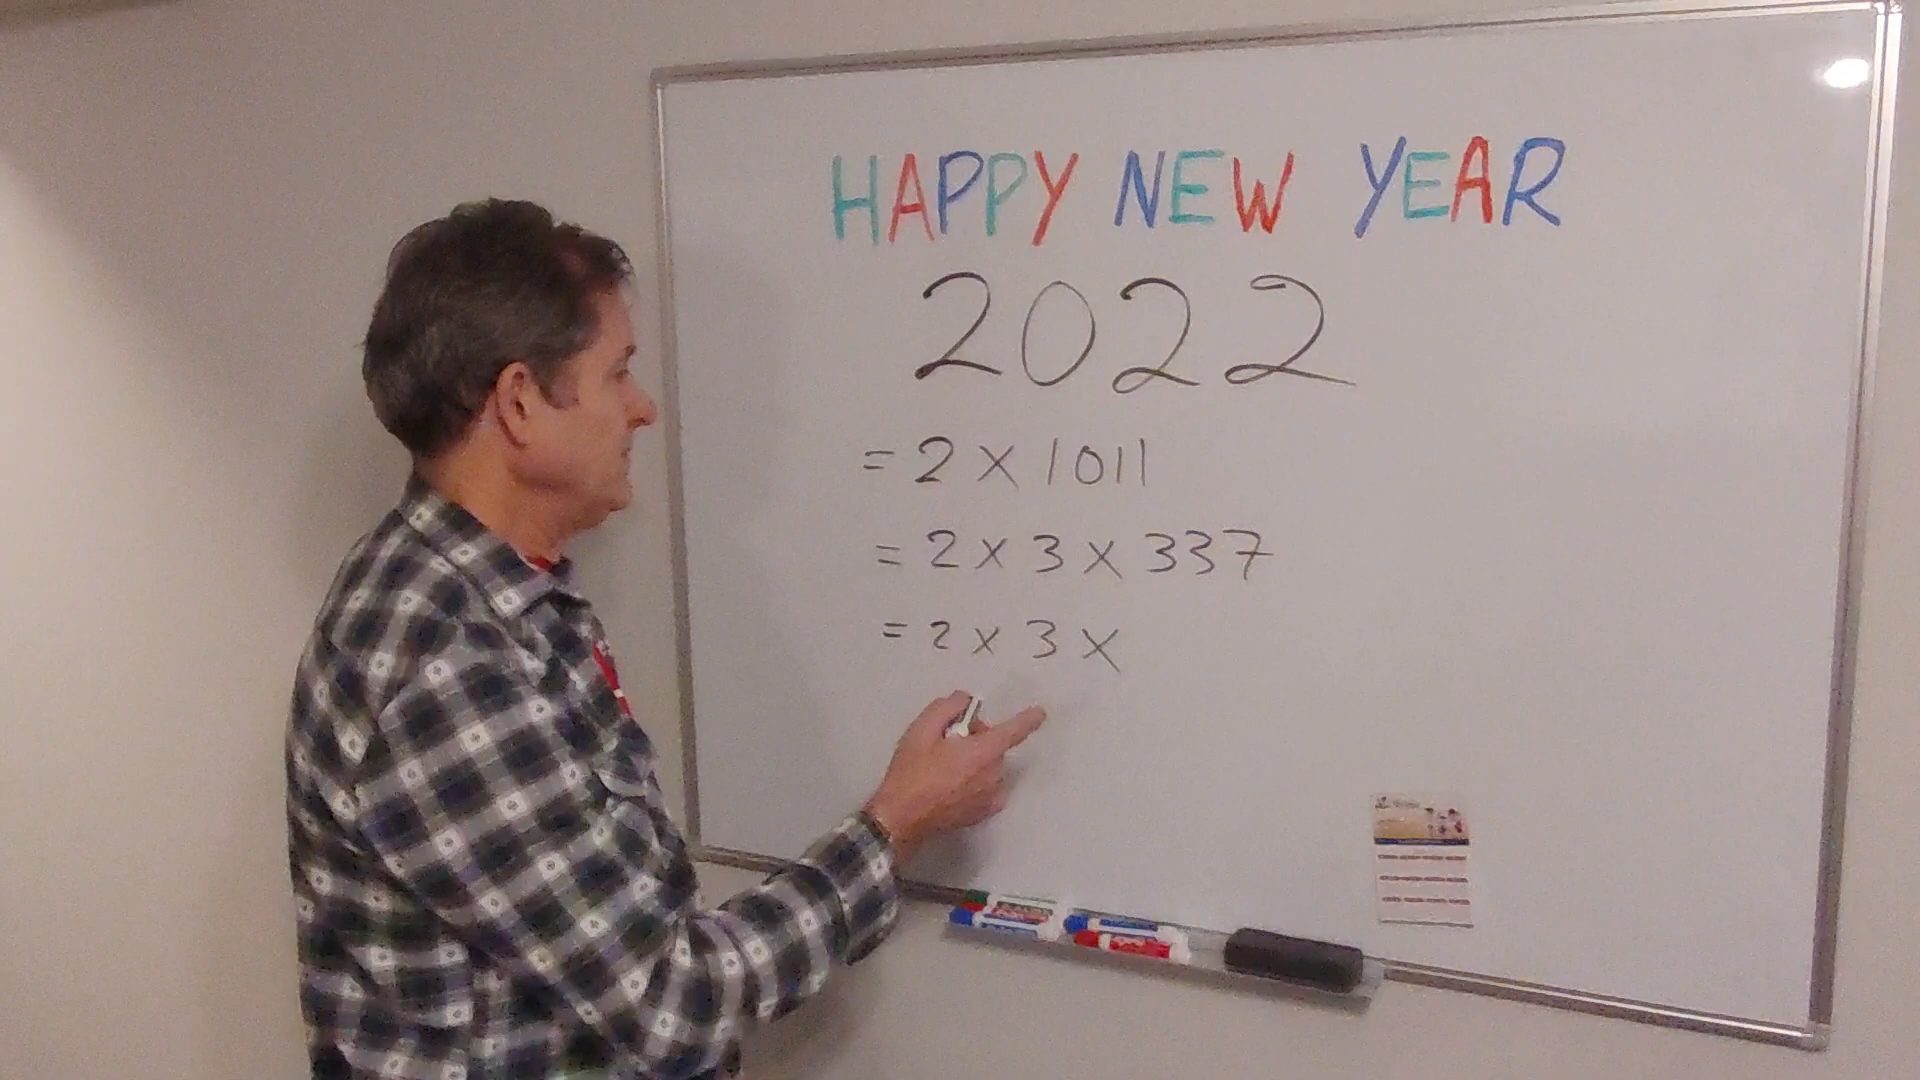 HAPPY NEW YEAR
2022
= 2 × 1011
= 2 × 3 × 337
= 2 × 3 ×